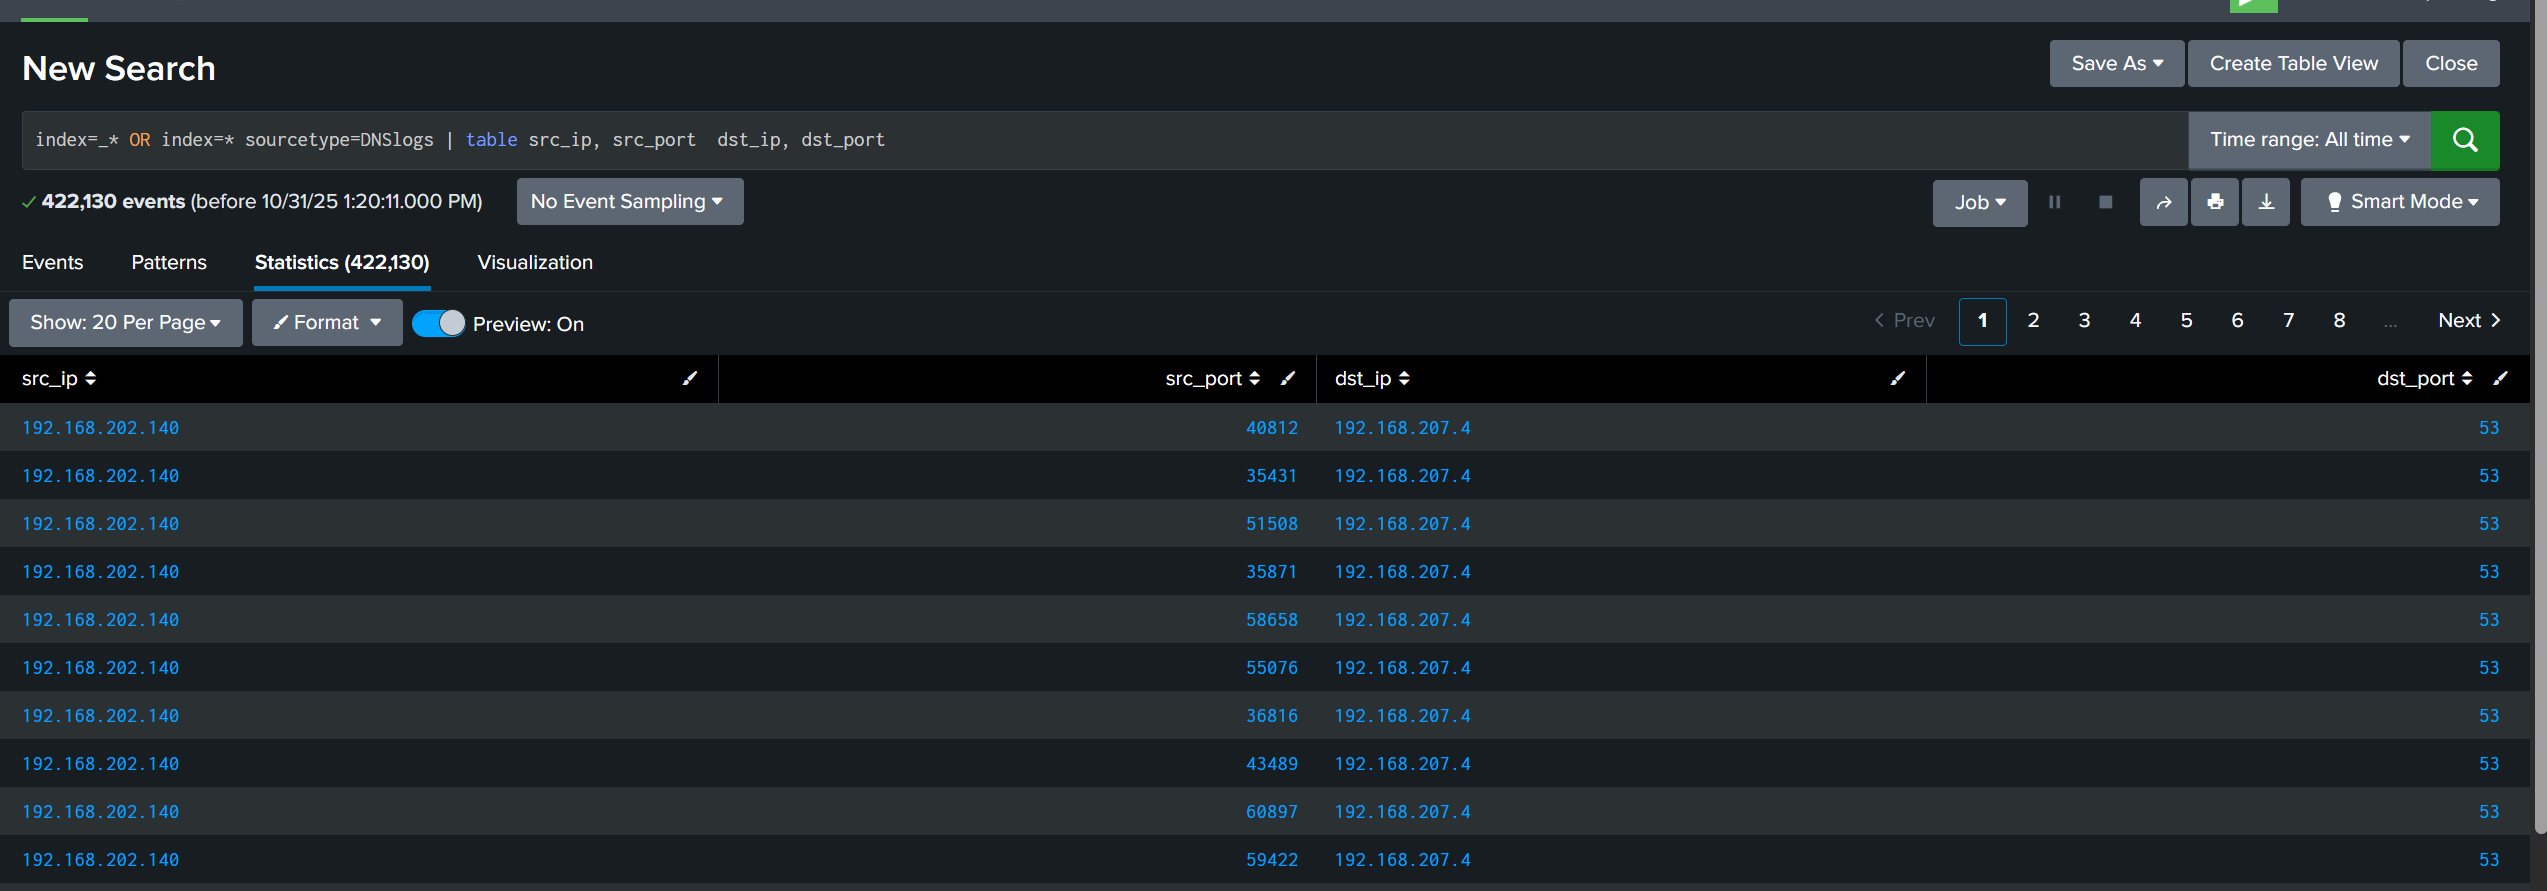 New Search
Save As
Create Table View
Close
index=_* OR index=* sourcetype=DNSlogs | table src_ip, src_port  dst_ip, dst_port
Time range: All time
422,130 events (before 10/31/25 1:20:11.000 PM)
No Event Sampling
Job
Smart Mode
Events
Patterns
Statistics (422,130)
Visualization
Show: 20 Per Page
Format
Preview: On
Prev 1 2 3 4 5 6 7 8 ... Next
src_ip src_port dst_ip dst_port
192.168.202.140 40812 192.168.207.4 53
192.168.202.140 35431 192.168.207.4 53
192.168.202.140 51508 192.168.207.4 53
192.168.202.140 35871 192.168.207.4 53
192.168.202.140 58658 192.168.207.4 53
192.168.202.140 55076 192.168.207.4 53
192.168.202.140 36816 192.168.207.4 53
192.168.202.140 43489 192.168.207.4 53
192.168.202.140 60897 192.168.207.4 53
192.168.202.140 59422 192.168.207.4 53